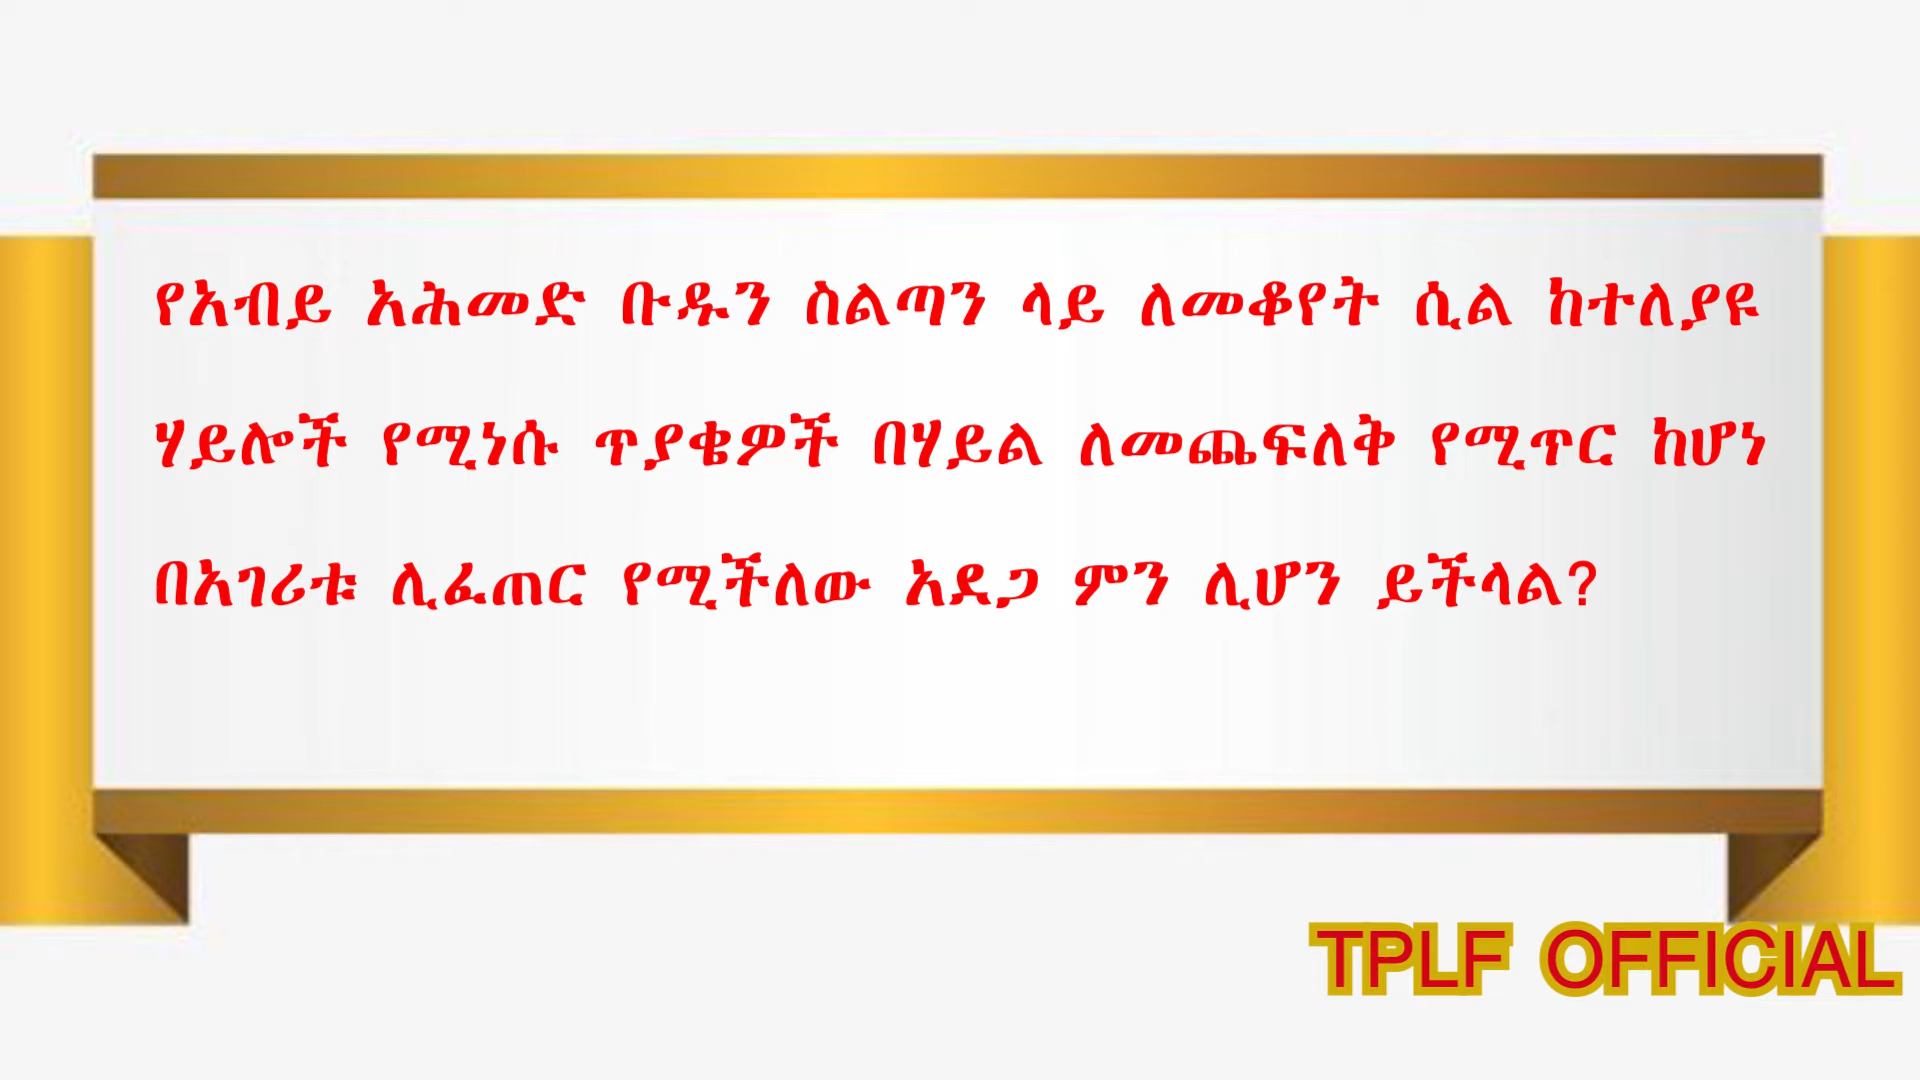 የአብይ አሕመድ ቡዱን ስልጣን ላይ ለመቆየት ሲል ከተለያዩ
ሃይሎች የሚነሱ ጥያቄዎች በሃይል ለመጨፍለቅ የሚጥር ከሆነ
በአገሪቱ ሊፈጠር የሚችለው አደጋ ምን ሊሆን ይችላል?
TPLF OFFICIAL